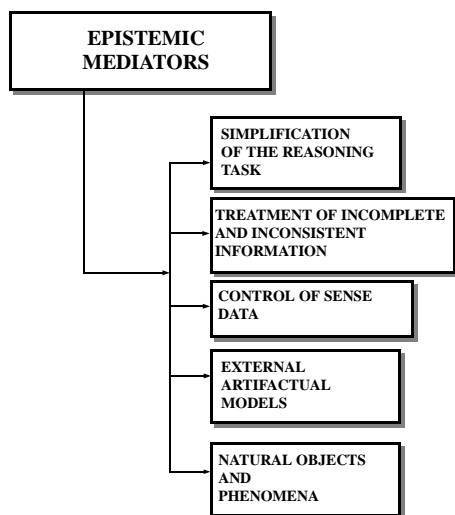 EPISTEMIC
MEDIATORS
SIMPLIFICATION
OF THE REASONING
TASK
TREATMENT OF INCOMPLETE
AND INCONSISTENT
INFORMATION
CONTROL OF SENSE
DATA
EXTERNAL
ARTIFACTUAL
MODELS
NATURAL OBJECTS
AND
PHENOMENA